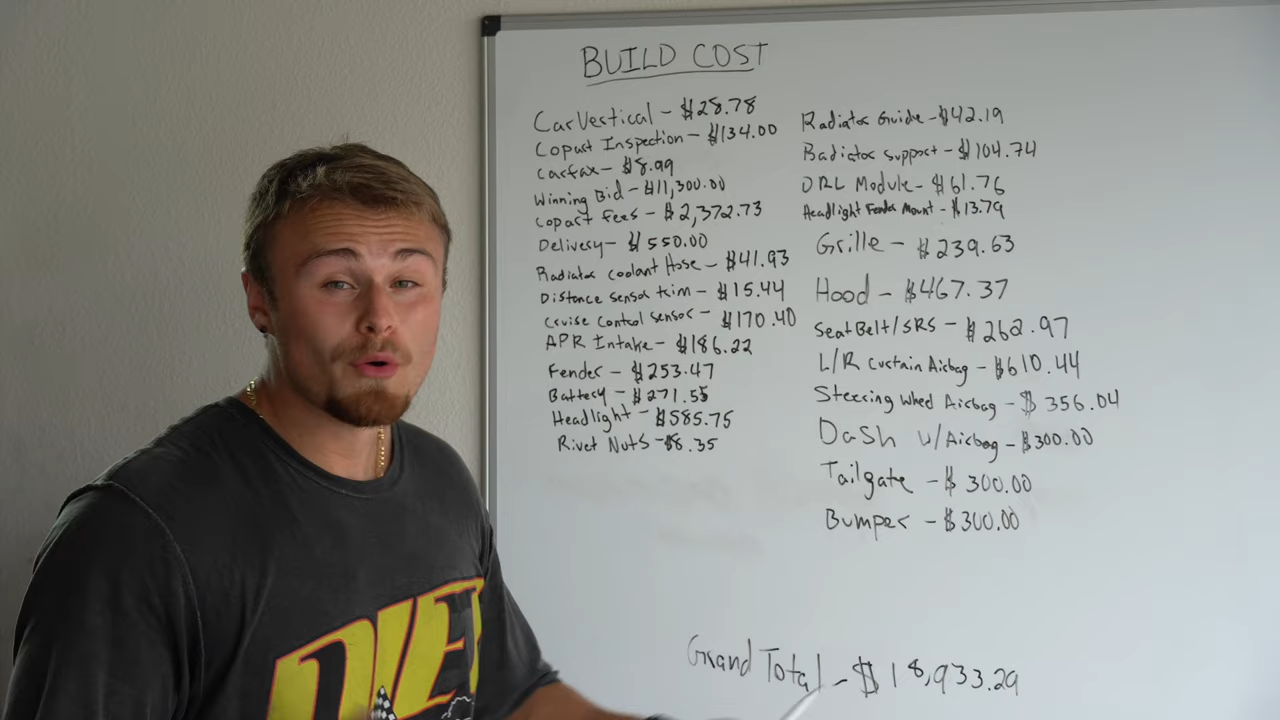 BUILD COST
CarVertical - $28.78
Copart Inspection - $134.00
Carfax - $8.99
Winning Bid - $11,300.00
Copart Fees - $2,372.73
Delivery - $550.00
Radiator Coolant Hose - $41.93
Distance sensor trim - $15.44
Cruise Control Sensor - $170.40
APR Intake - $186.22
Fender - $253.47
Battery - $271.55
Headlight - $585.75
Rivet Nuts - $8.35
Radiator Guide - $42.19
Radiator support - $104.74
DRL Module - $61.76
Headlight Fender Mount - $13.79
Grille - $239.63
Hood - $467.37
Seat Belt/SRS - $262.97
L/R Curtain Airbag - $610.44
Steering Wheel Airbag - $356.04
Dash w/Airbag - $300.00
Tailgate - $300.00
Bumper - $300.00
Grand Total - $18,933.29
DIET